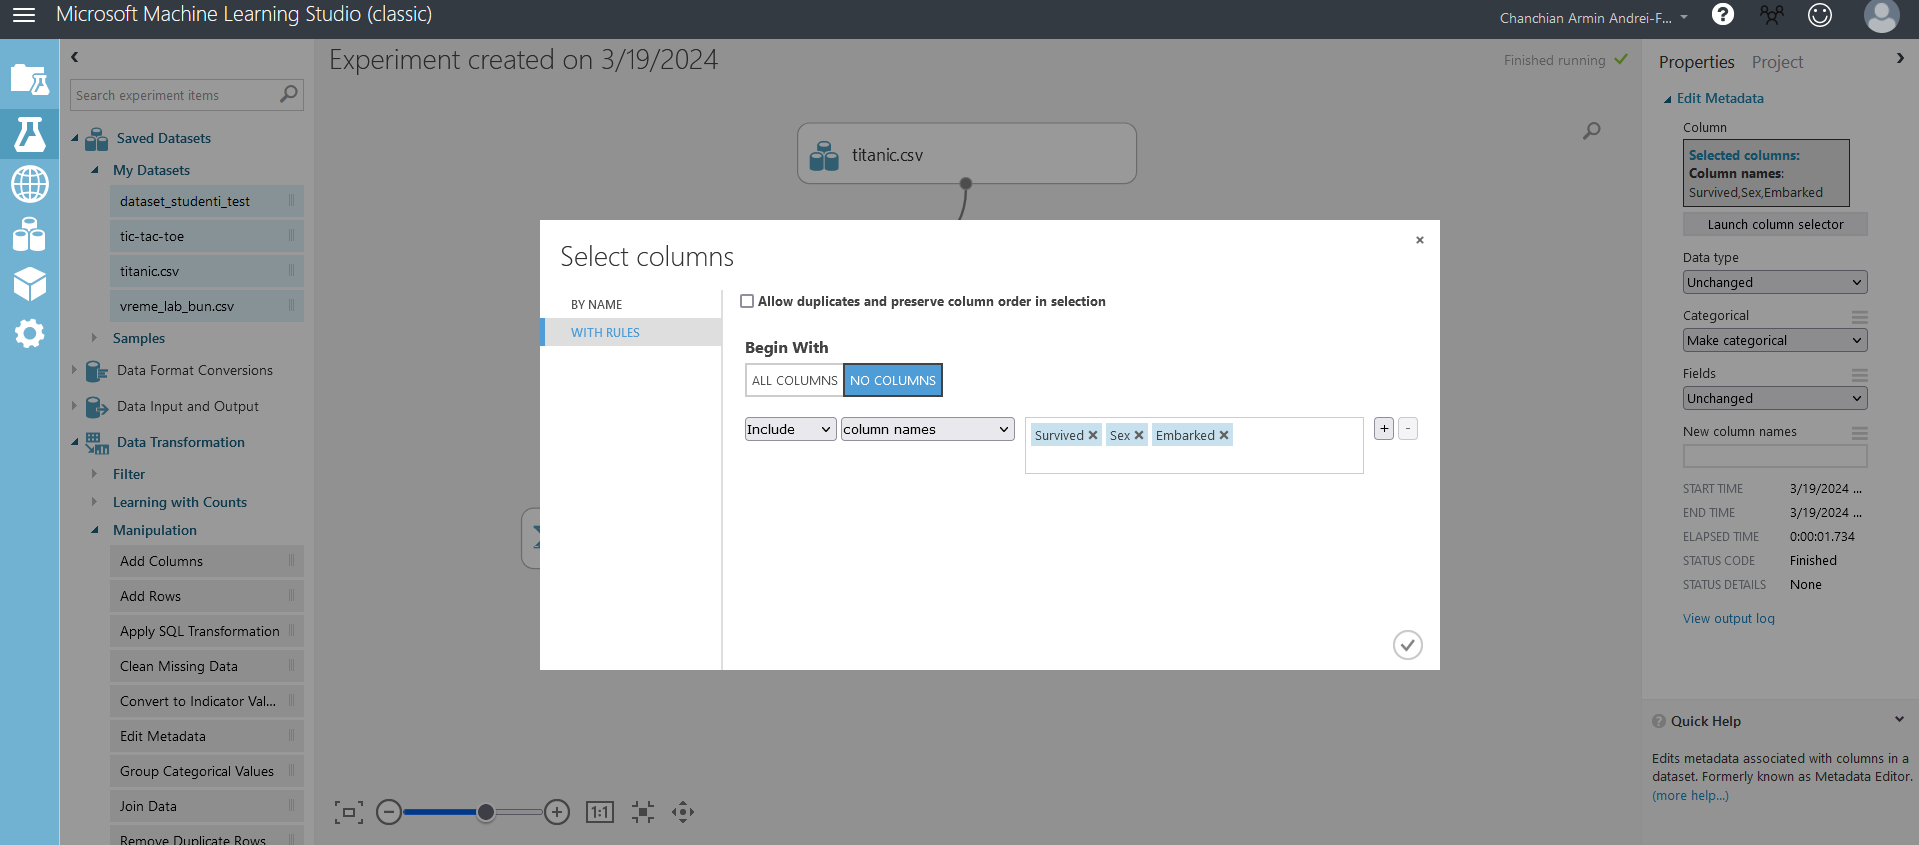 Microsoft Machine Learning Studio (classic)
Chanchian Armin Andrei-F...
Search experiment items
Saved Datasets
My Datasets
dataset_studenti_test
tic-tac-toe
titanic.csv
vreme_lab_bun.csv
Samples
Data Format Conversions
Data Input and Output
Data Transformation
Filter
Learning with Counts
Manipulation
Add Columns
Add Rows
Apply SQL Transformation
Clean Missing Data
Convert to Indicator Val...
Edit Metadata
Group Categorical Values
Join Data
Remove Duplicate Rows
Experiment created on 3/19/2024
Finished running
titanic.csv
Select columns
BY NAME
WITH RULES
Allow duplicates and preserve column order in selection
Begin With
ALL COLUMNS NO COLUMNS
Include column names Survived Sex Embarked
1:1
Properties Project
Edit Metadata
Column
Selected columns:
Column names:
Survived,Sex,Embarked
Launch column selector
Data type
Unchanged
Categorical
Make categorical
Fields
Unchanged
New column names
START TIME 3/19/2024 ...
END TIME 3/19/2024 ...
ELAPSED TIME 0:00:01.734
STATUS CODE Finished
STATUS DETAILS None
View output log
Quick Help
Edits metadata associated with columns in a
dataset. Formerly known as Metadata Editor.
(more help...)